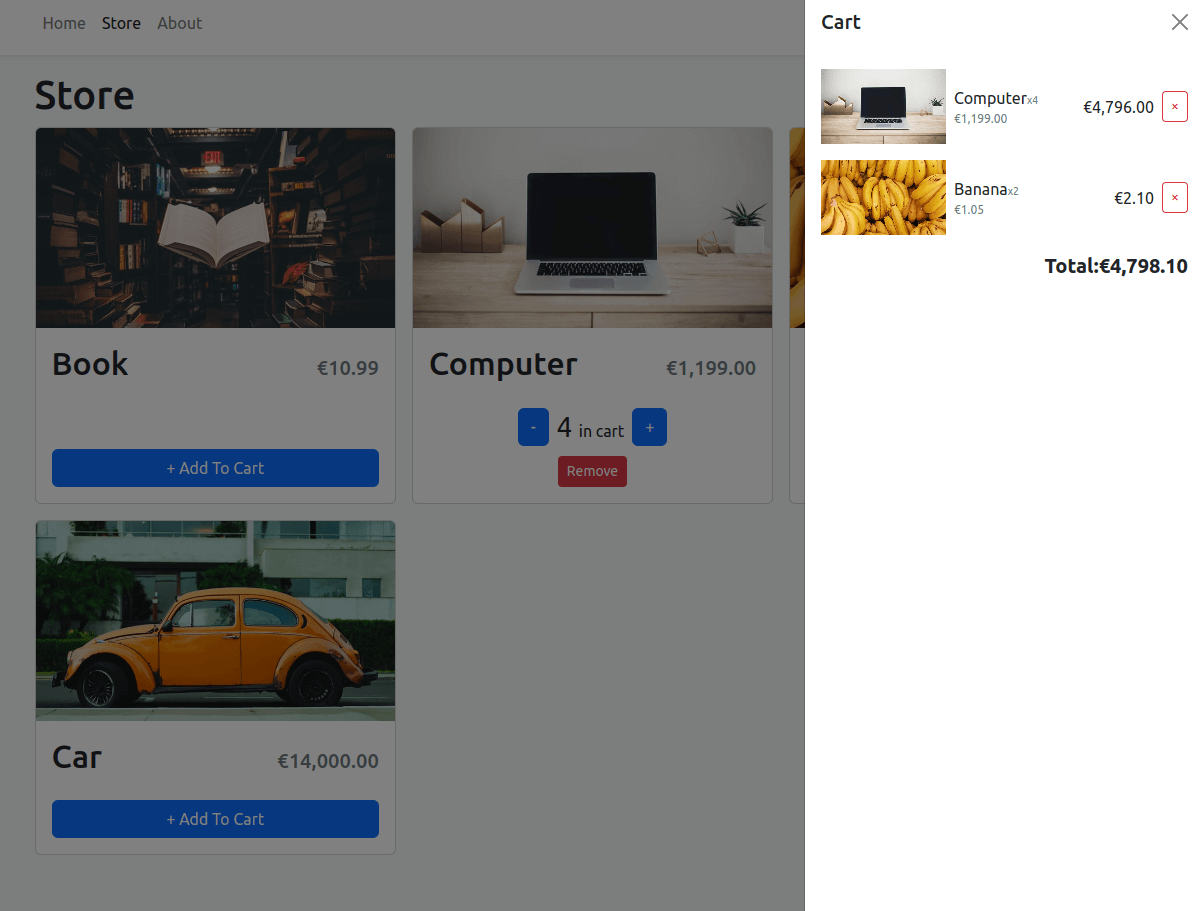 Home Store About
Store
EXIT
Book €10.99
+ Add To Cart
Computer €1,199.00
- 4 in cart +
Remove
Car €14,000.00
+ Add To Cart
Cart
Computerx4
€1,199.00
€4,796.00 ×
Bananax2
€1.05
€2.10 ×
Total:€4,798.10